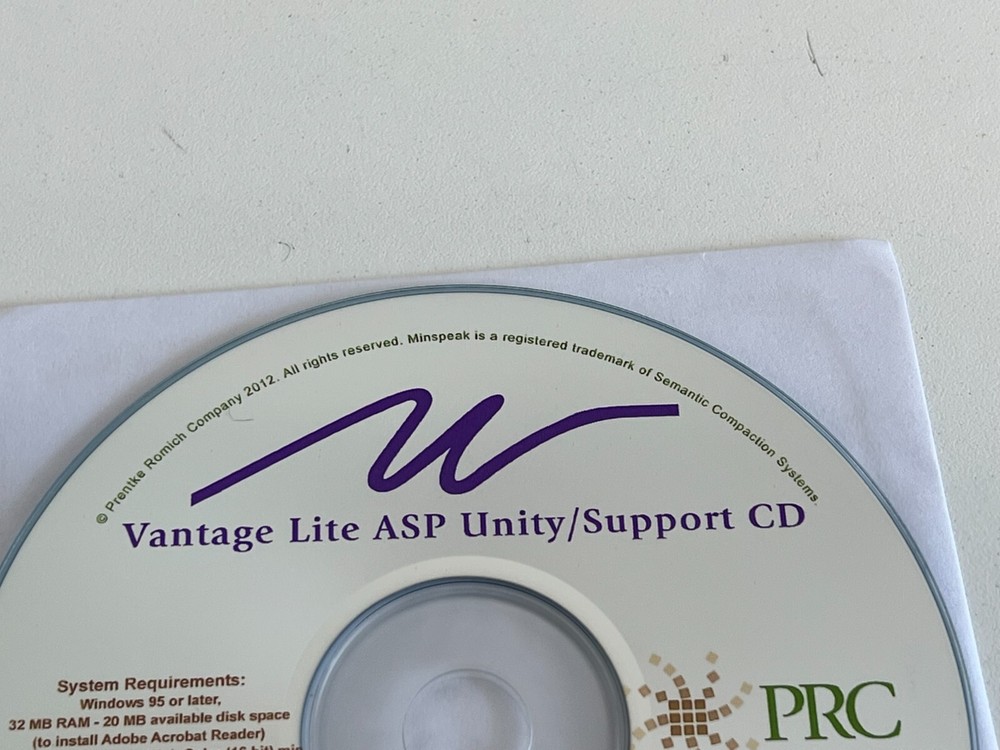 © Prentke Romich Company 2012. All rights reserved. Minspeak is a registered trademark of Semantic Compaction Systems
Vantage Lite ASP Unity/Support CD
System Requirements:
Windows 95 or later,
32 MB RAM - 20 MB available disk space
(to install Adobe Acrobat Reader)
PRC